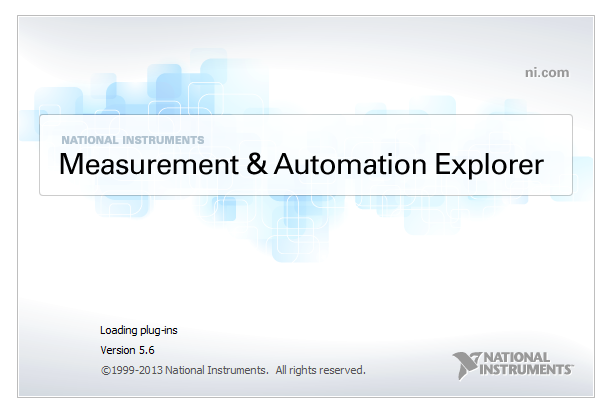 ni.com
NATIONAL INSTRUMENTS
Measurement & Automation Explorer
Loading plug-ins
Version 5.6
©1999-2013 National Instruments.  All rights reserved.
NATIONAL
INSTRUMENTS™